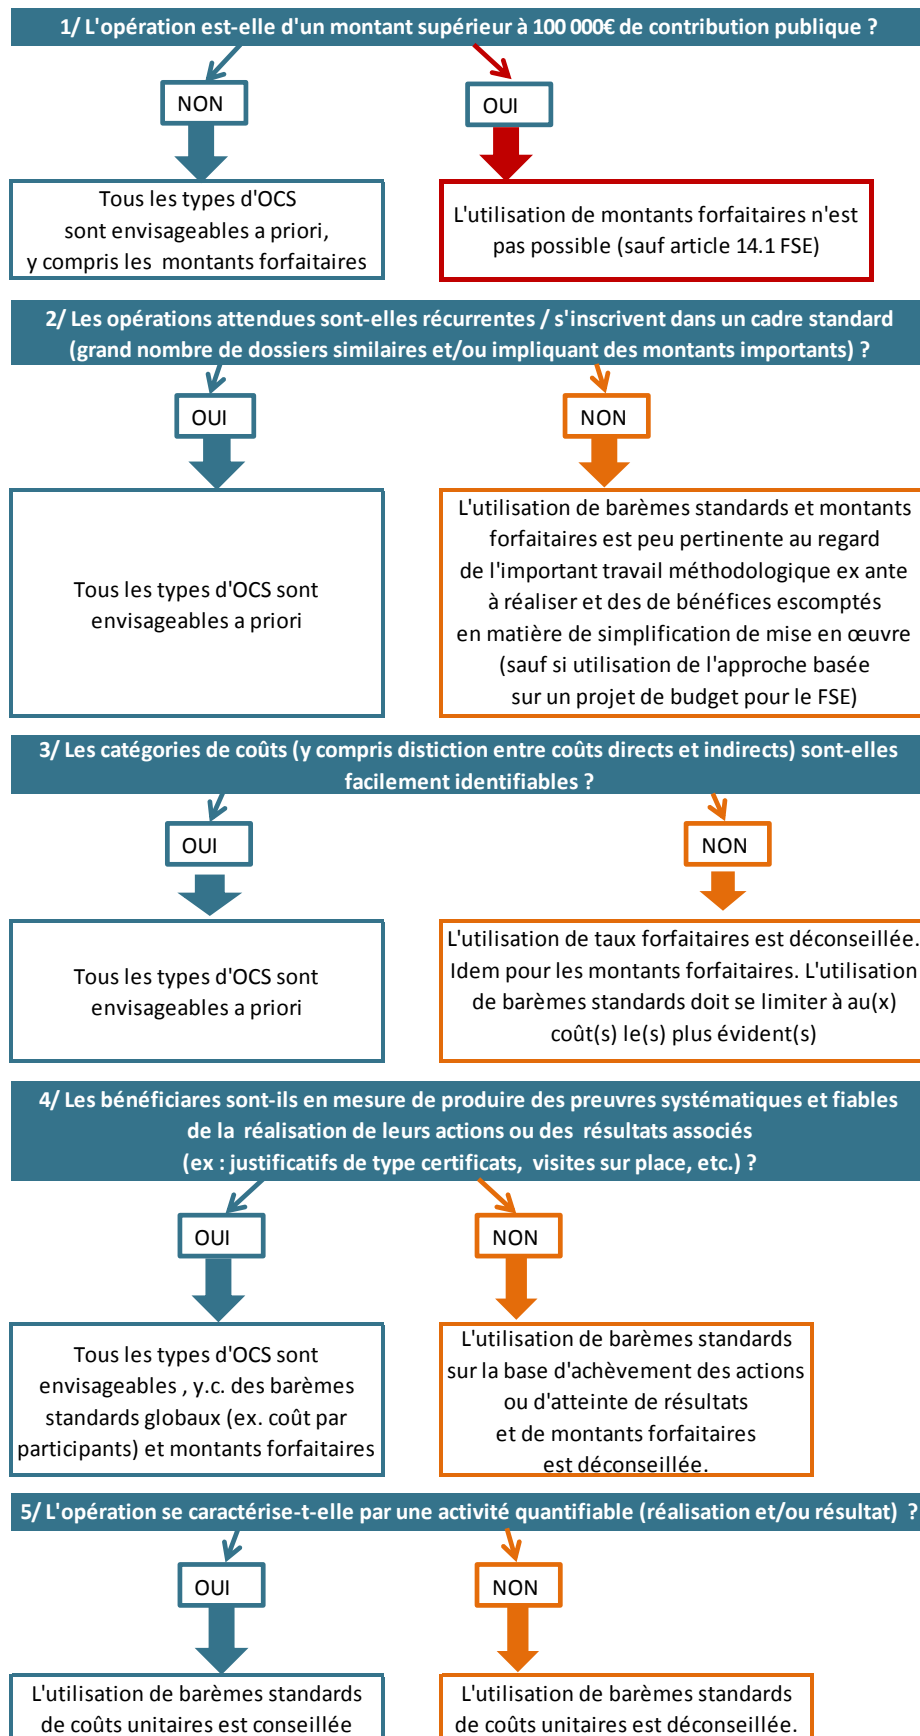 1/ L'opération est-elle d'un montant supérieur à 100 000€ de contribution publique ?
NON
OUI
Tous les types d'OCS
sont envisageables a priori,
y compris les montants forfaitaires
L'utilisation de montants forfaitaires n'est
pas possible (sauf article 14.1 FSE)
2/ Les opérations attendues sont-elles récurrentes / s'inscrivent dans un cadre standard
(grand nombre de dossiers similaires et/ou impliquant des montants importants) ?
OUI
NON
Tous les types d'OCS sont
envisageables a priori
L'utilisation de barèmes standards et montants
forfaitaires est peu pertinente au regard
de l'important travail méthodologique ex ante
à réaliser et des de bénéfices escomptés
en matière de simplification de mise en œuvre
(sauf si utilisation de l'approche basée
sur un projet de budget pour le FSE)
3/ Les catégories de coûts (y compris distiction entre coûts directs et indirects) sont-elles
facilement identifiables ?
OUI
NON
Tous les types d'OCS sont
envisageables a priori
L'utilisation de taux forfaitaires est déconseillée.
Idem pour les montants forfaitaires. L'utilisation
de barèmes standards doit se limiter à au(x)
coût(s) le(s) plus évident(s)
4/ Les bénéficiares sont-ils en mesure de produire des preuvres systématiques et fiables
de la réalisation de leurs actions ou des résultats associés
(ex : justificatifs de type certificats, visites sur place, etc.) ?
OUI
NON
Tous les types d'OCS sont
envisageables , y.c. des barèmes
standards globaux (ex. coût par
participants) et montants forfaitaires
L'utilisation de barèmes standards
sur la base d'achèvement des actions
ou d'atteinte de résultats
et de montants forfaitaires
est déconseillée.
5/ L'opération se caractérise-t-elle par une activité quantifiable (réalisation et/ou résultat) ?
OUI
NON
L'utilisation de barèmes standards
de coûts unitaires est conseillée
L'utilisation de barèmes standards
de coûts unitaires est déconseillée.